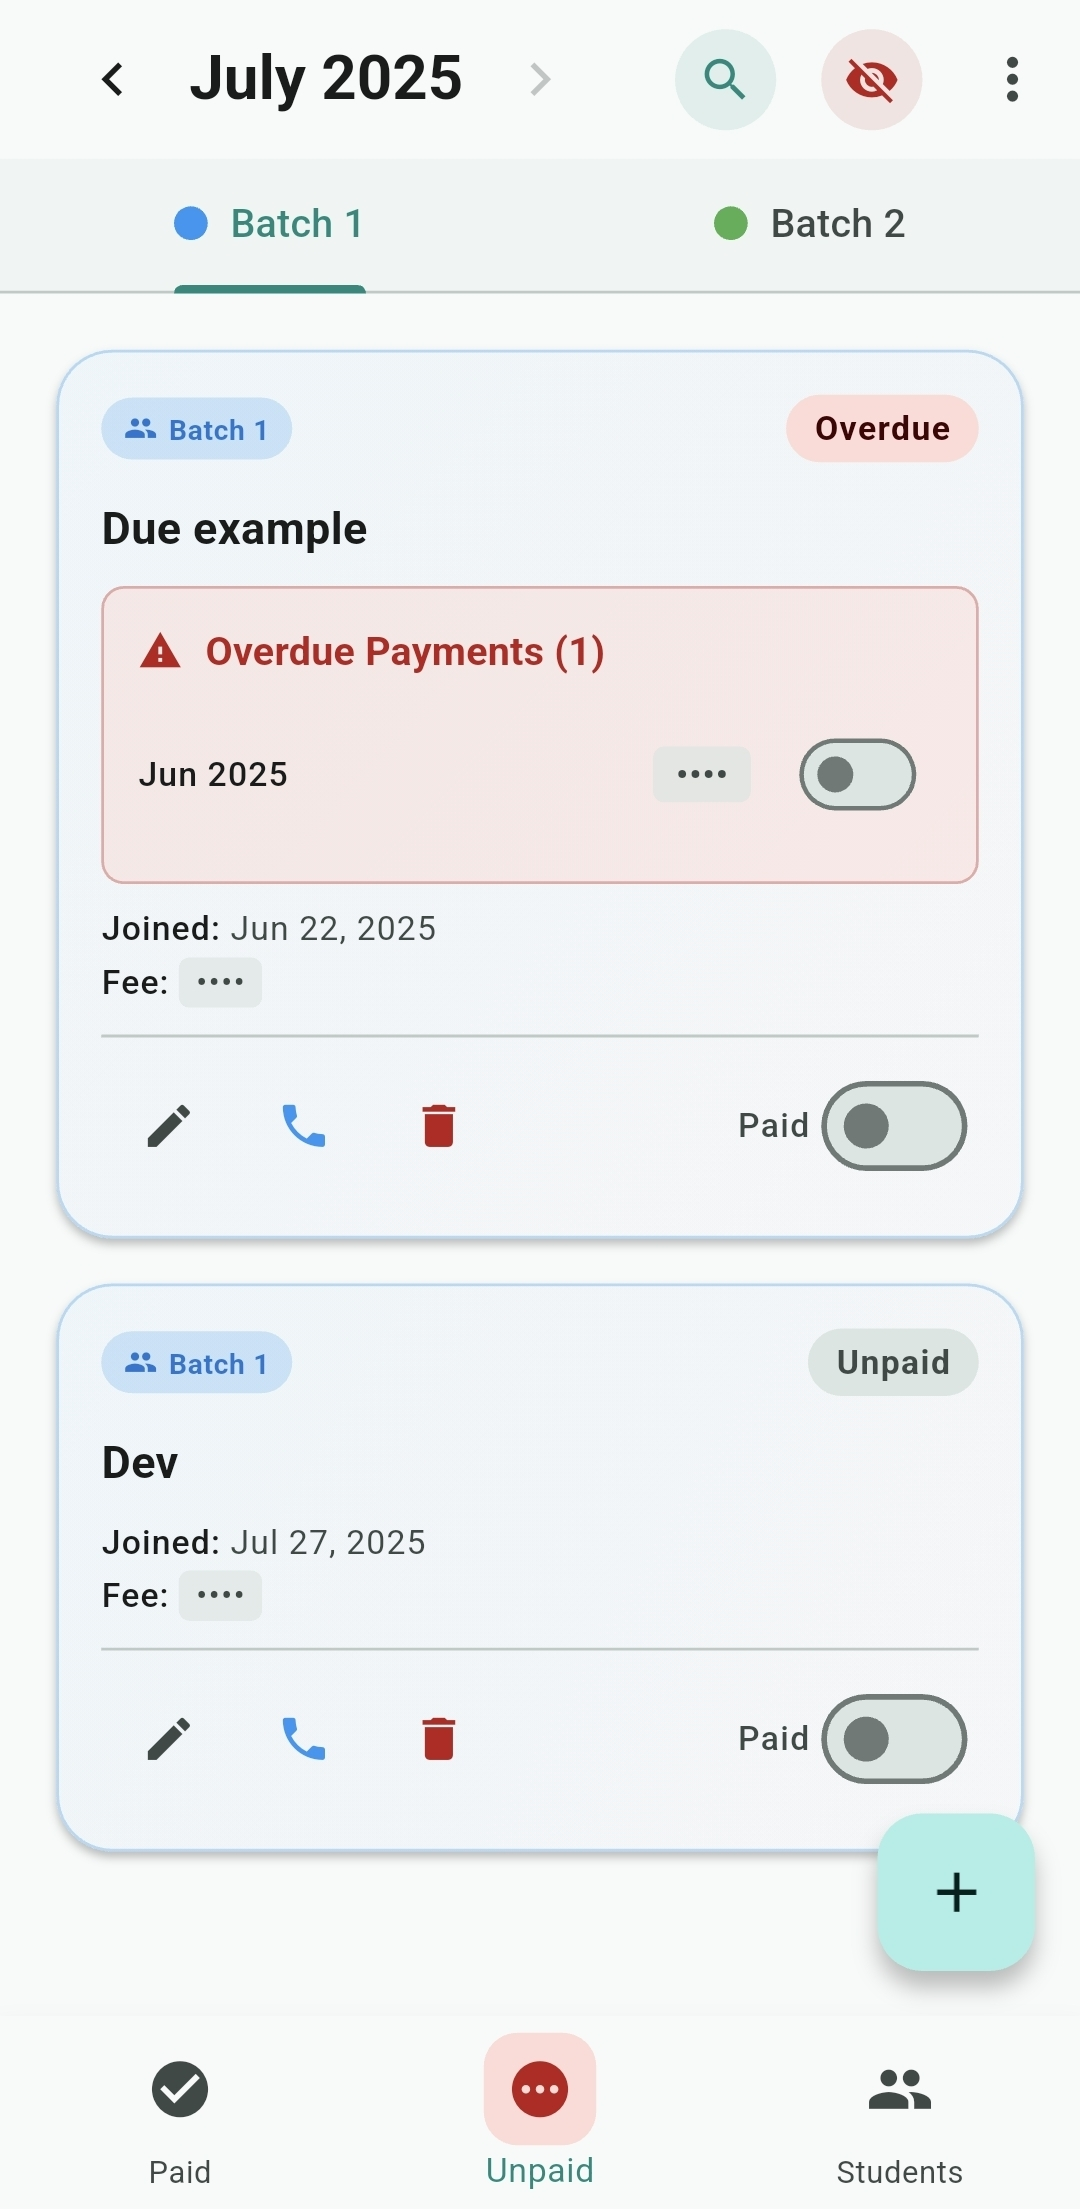 July 2025
Batch 1
Batch 2
Batch 1
Overdue
Due example
Overdue Payments (1)
Jun 2025
••••
Joined: Jun 22, 2025
Fee: ••••
Paid
Batch 1
Unpaid
Dev
Joined: Jul 27, 2025
Fee: ••••
Paid
Paid
Unpaid
Students